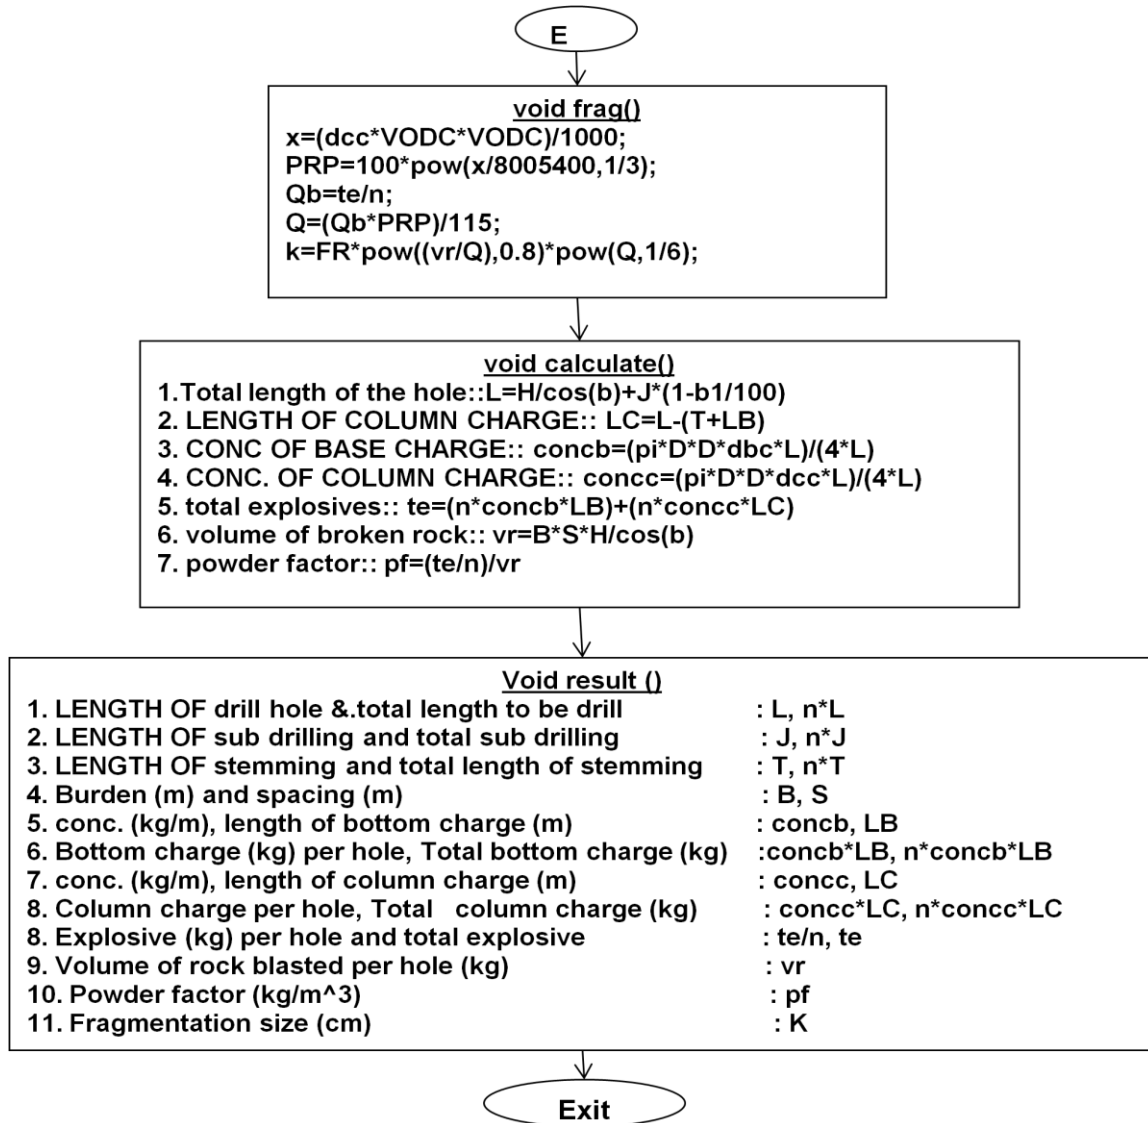 E
void frag()
x=(dcc*VODC*VODC)/1000;
PRP=100*pow(x/8005400,1/3);
Qb=te/n;
Q=(Qb*PRP)/115;
k=FR*pow((vr/Q),0.8)*pow(Q,1/6);
void calculate()
1.Total length of the hole::L=H/cos(b)+J*(1-b1/100)
2. LENGTH OF COLUMN CHARGE:: LC=L-(T+LB)
3. CONC OF BASE CHARGE:: concb=(pi*D*D*dbc*L)/(4*L)
4. CONC. OF COLUMN CHARGE:: concc=(pi*D*D*dcc*L)/(4*L)
5. total explosives:: te=(n*concb*LB)+(n*concc*LC)
6. volume of broken rock:: vr=B*S*H/cos(b)
7. powder factor:: pf=(te/n)/vr
Void result ()
1. LENGTH OF drill hole &.total length to be drill : L, n*L
2. LENGTH OF sub drilling and total sub drilling : J, n*J
3. LENGTH OF stemming and total length of stemming : T, n*T
4. Burden (m) and spacing (m) : B, S
5. conc. (kg/m), length of bottom charge (m) : concb, LB
6. Bottom charge (kg) per hole, Total bottom charge (kg) :concb*LB, n*concb*LB
7. conc. (kg/m), length of column charge (m) : concc, LC
8. Column charge per hole, Total column charge (kg) : concc*LC, n*concc*LC
8. Explosive (kg) per hole and total explosive : te/n, te
9. Volume of rock blasted per hole (kg) : vr
10. Powder factor (kg/m^3) : pf
11. Fragmentation size (cm) : K
Exit